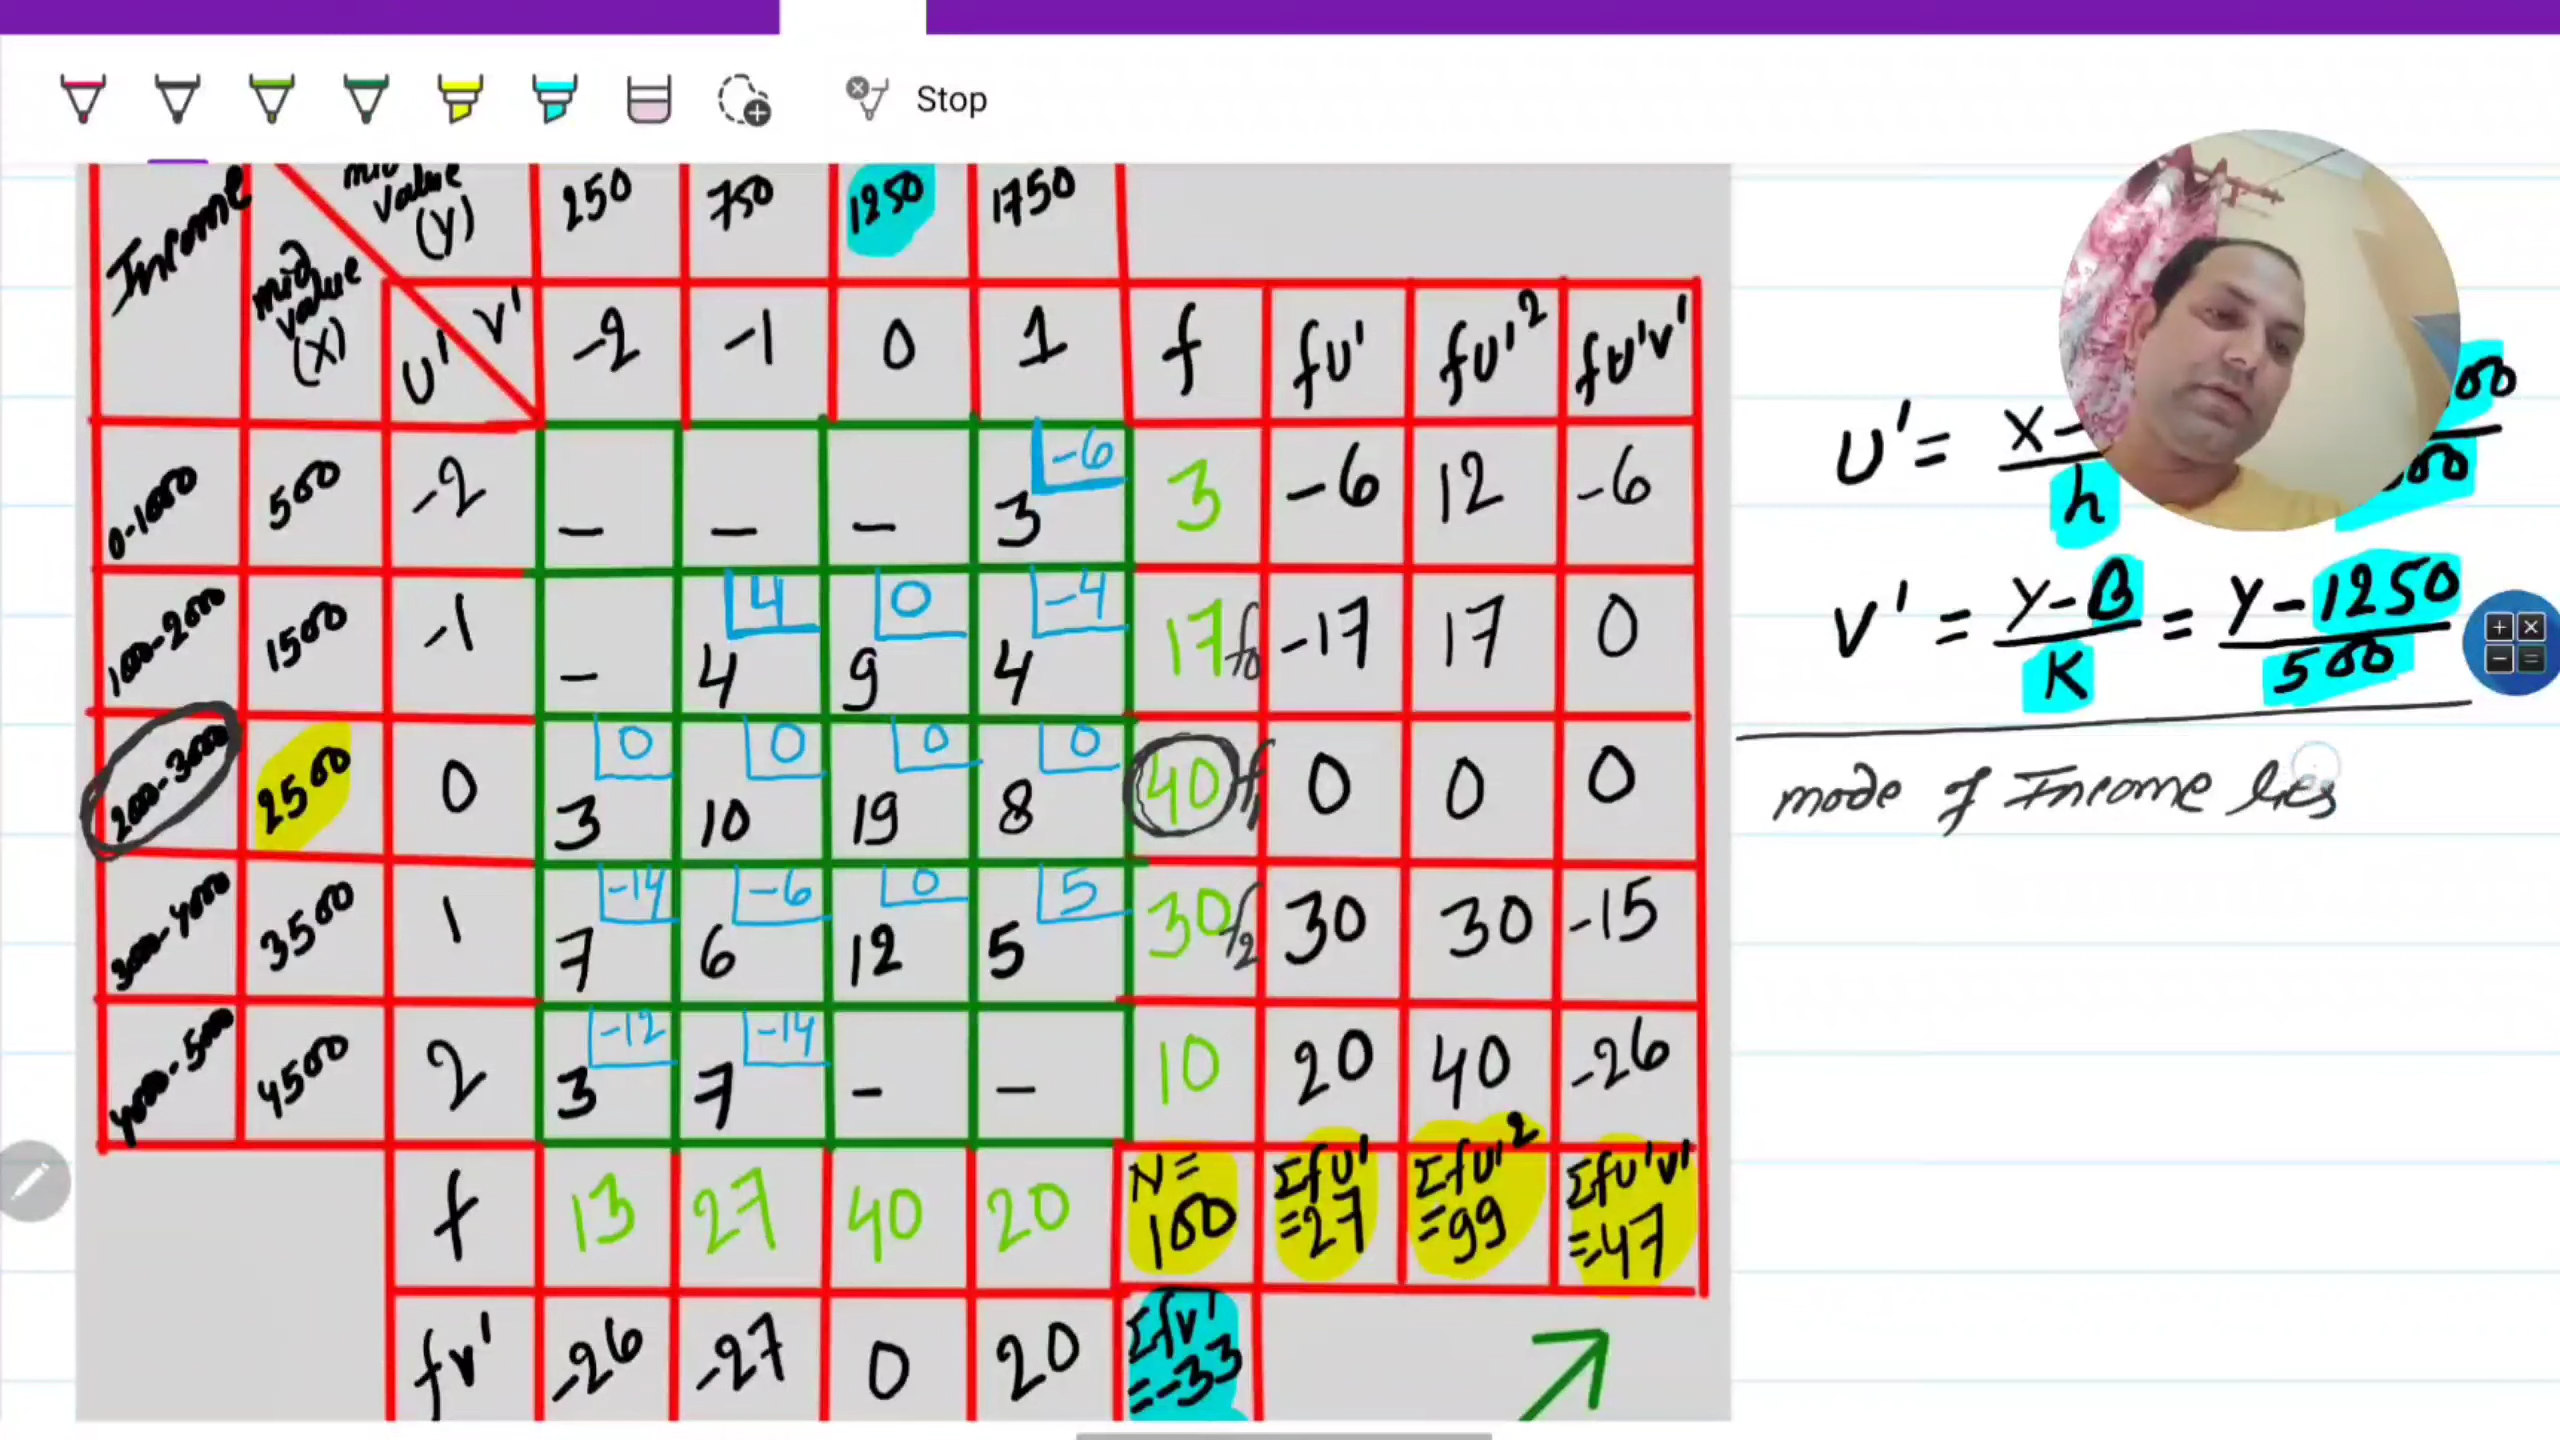 Stop
Income
mid value (X)
value (Y)
250 750 1250 1750
U' V' -2 -1 0 1 f fU' fU'² fU'V'
0-1000 500 -2 - - - 3 -6 3 -6 12 -6
1000-2000 1500 -1 - 4 4 9 0 4 -4 17 f0 -17 17 0
2000-3000 2500 0 3 0 10 0 19 0 8 0 40 f1 0 0 0
3000-4000 3500 1 7 -14 6 -6 12 0 5 5 30 f2 30 30 -15
4000-5000 4500 2 3 -12 7 -14 - - 10 20 40 -26
f 13 27 40 20 N= 100 ΣfU' =27 ΣfU'² =99 ΣfU'V' =-47
fV' -26 -27 0 20 ΣfV' =-33
U' = X-
h
V' = Y-B / K = Y-1250 / 500
mode of Income lies